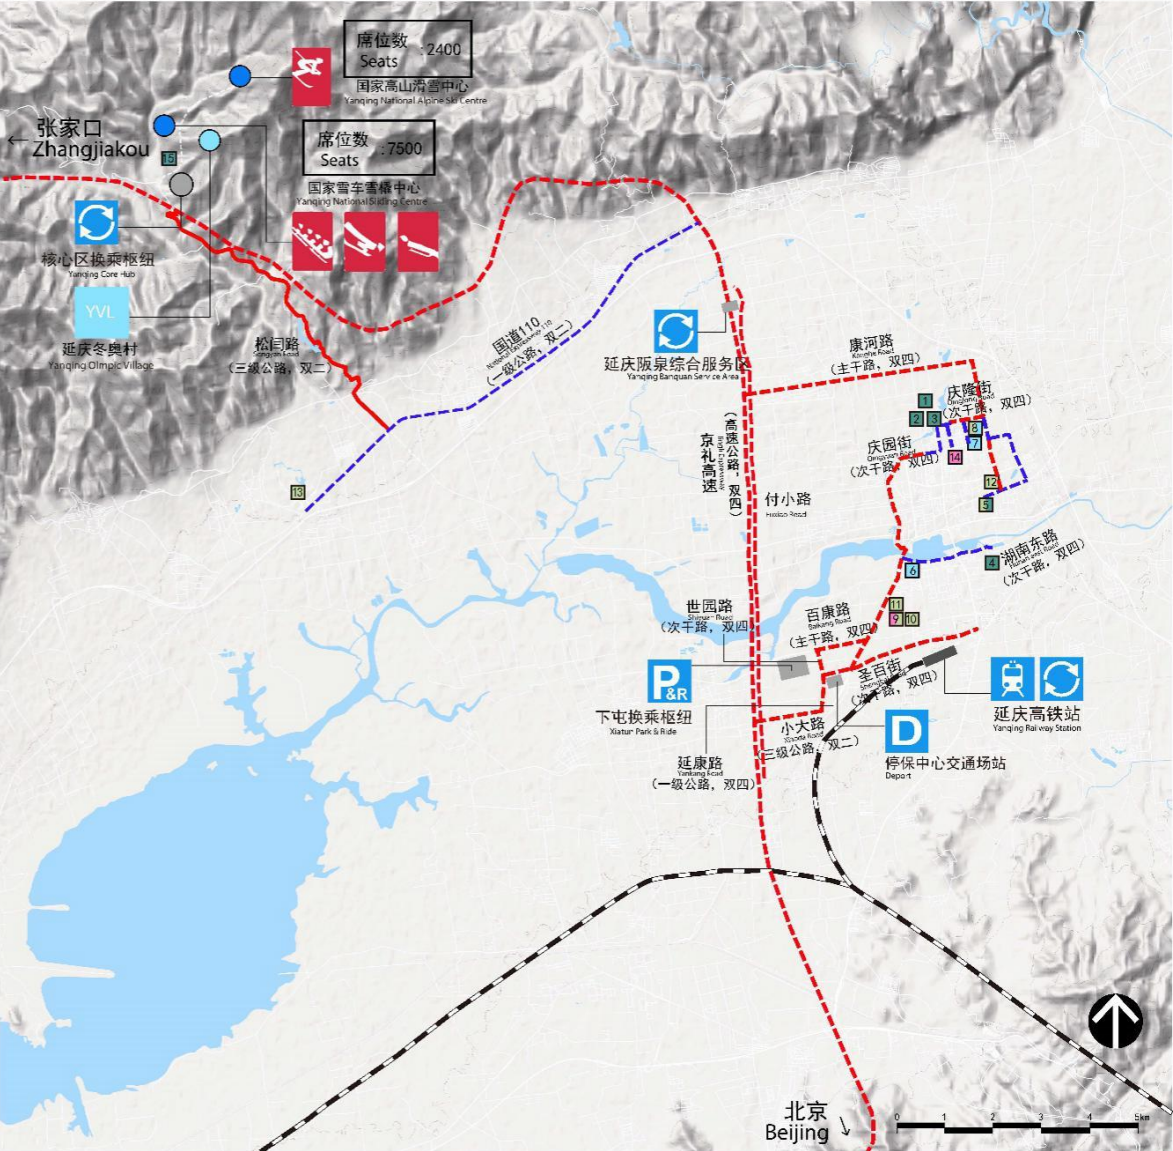 席位数
Seats :2400
国家高山滑雪中心
Yanqing National Alpine Ski Centre
张家口
← Zhangjiakou
席位数
Seats :7500
国家雪车雪橇中心
Yanqing National Sliding Centre
15
核心区换乘枢纽
Yanqing Core Hub
YVL
延庆冬奥村
Yanqing Olmpic Village
松闫路
Songyan Road
(三级公路，双二)
国道110
(一级公路，双二)
延庆阪泉综合服务区
Yanqing Banquan Service Area
康河路
Kanghe Road
(主干路，双四)
庆隆街
(次干路，双四)
1
2
3
8
7
庆园街
(次干路，双四)
14
12
5
13
京礼高速
(高速公路，双四)
付小路
Fuxiao Road
湖南东路
Hunan east Road
(次干路，双四)
4
6
11
9
10
世园路
Shiyuan Road
(次干路，双四)
百康路
Baikang Road
(主干路，双四)
圣百街
(次干路，双四)
P&R
下屯换乘枢纽
Xiatun Park & Ride
延庆高铁站
Yanqing Railway Station
D
停保中心交通场站
Depart
小大路
Xiaoda Road
(三级公路，双二)
延康路
Yankang Road
(一级公路，双四)
北京
Beijing
0 1 2 3 4 5km